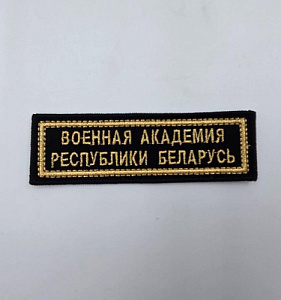 ВОЕННАЯ АКАДЕМИЯ
РЕСПУБЛИКИ БЕЛАРУСЬ